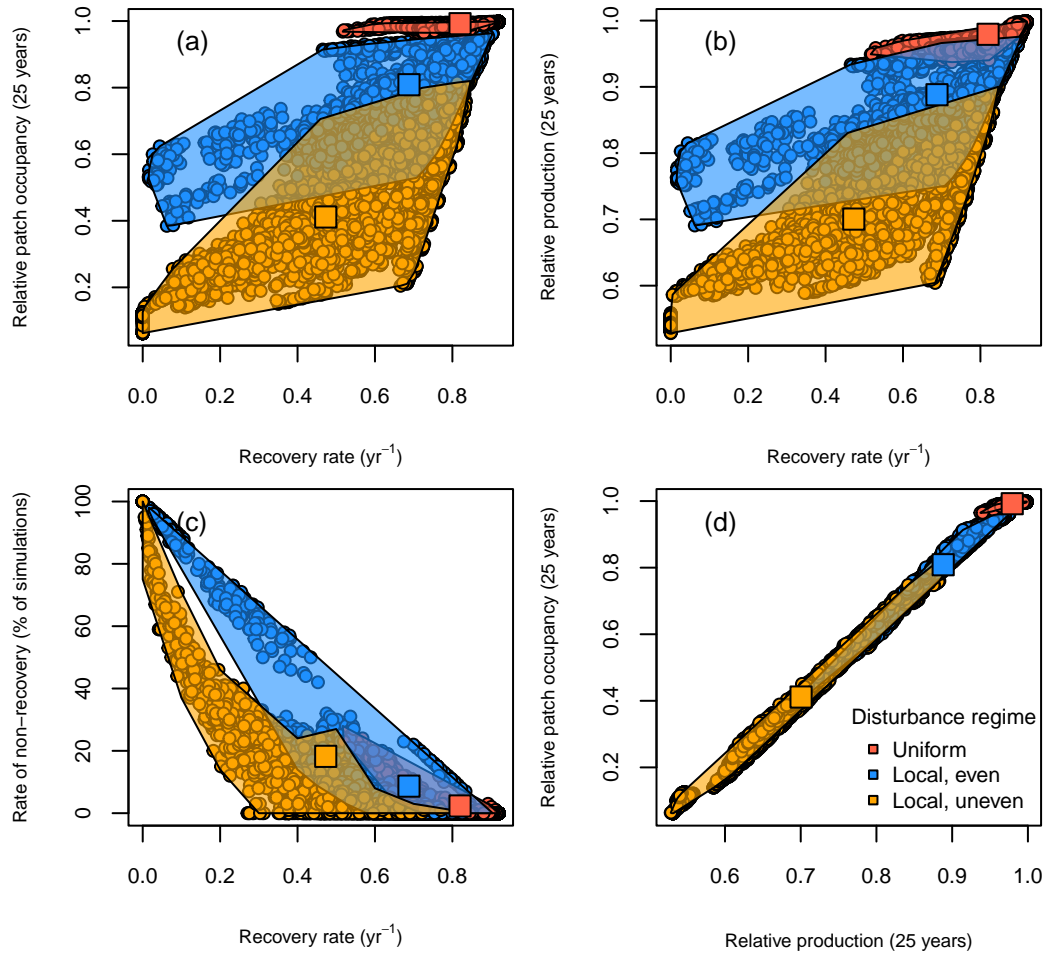 (a)
Relative patch occupancy (25 years)
1.0
0.8
0.6
0.4
0.2
0.0 0.2 0.4 0.6 0.8
Recovery rate (yr⁻¹)
(b)
Relative production (25 years)
1.0
0.9
0.8
0.7
0.6
0.0 0.2 0.4 0.6 0.8
Recovery rate (yr⁻¹)
(c)
Rate of non−recovery (% of simulations)
100
80
60
40
20
0
0.0 0.2 0.4 0.6 0.8
Recovery rate (yr⁻¹)
(d)
Relative patch occupancy (25 years)
1.0
0.8
0.6
0.4
0.2
Disturbance regime
Uniform
Local, even
Local, uneven
0.6 0.7 0.8 0.9 1.0
Relative production (25 years)